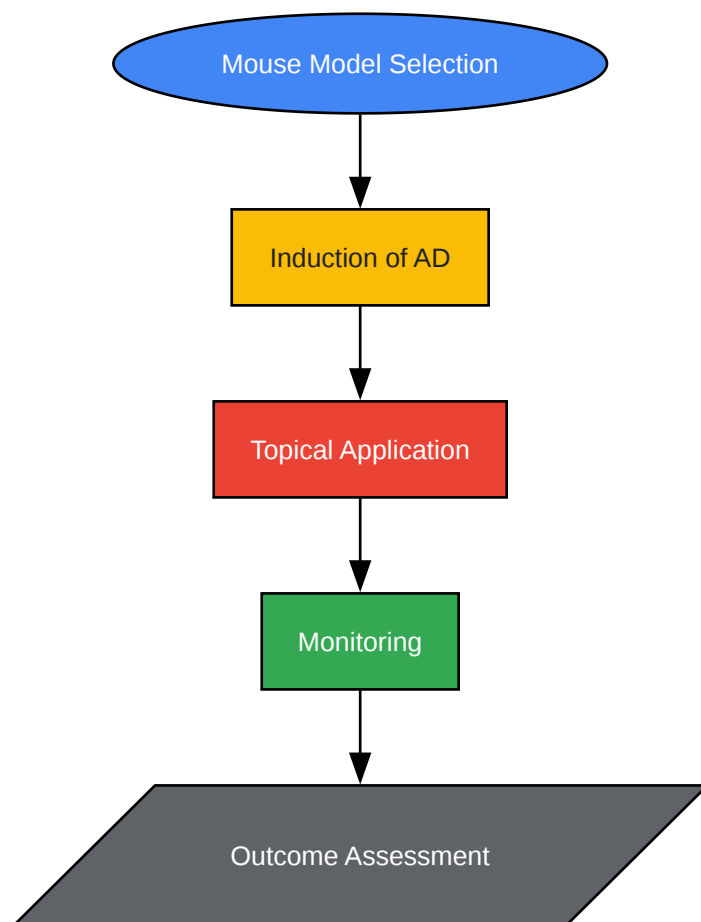 Mouse Model Selection
Induction of AD
Topical Application
Monitoring
Outcome Assessment